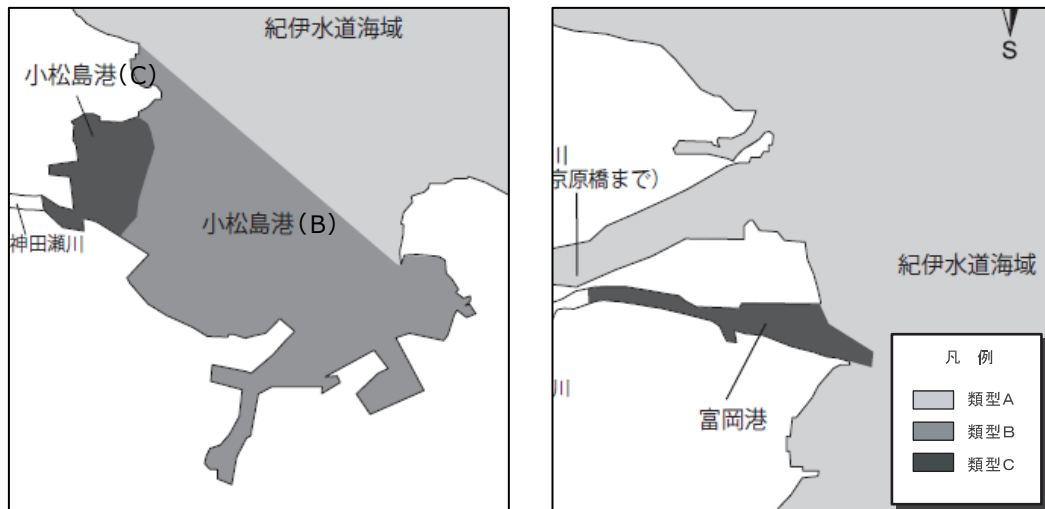 紀伊水道海域
小松島港(C)
小松島港(B)
神田瀬川
S
川
京原橋まで)
紀伊水道海域
富岡港
川
凡 例
類型A
類型B
類型C